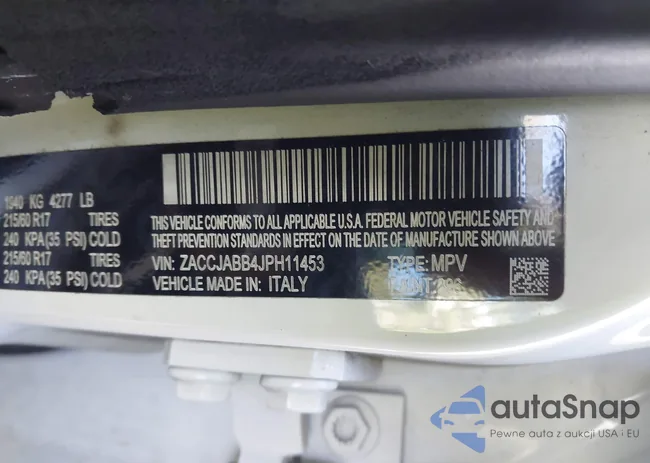 1940 KG 4277 LB
215/60 R17 TIRES
240 KPA(35 PSI) COLD
215/60 R17 TIRES
240 KPA(35 PSI) COLD
THIS VEHICLE CONFORMS TO ALL APPLICABLE U.S.A. FEDERAL MOTOR VEHICLE SAFETY AND
THEFT PREVENTION STANDARDS IN EFFECT ON THE DATE OF MANUFACTURE SHOWN ABOVE
VIN: ZACCJABB4JPH11453 TYPE: MPV
VEHICLE MADE IN: ITALY
autaSnap
Pewne auta z aukcji USA i EU